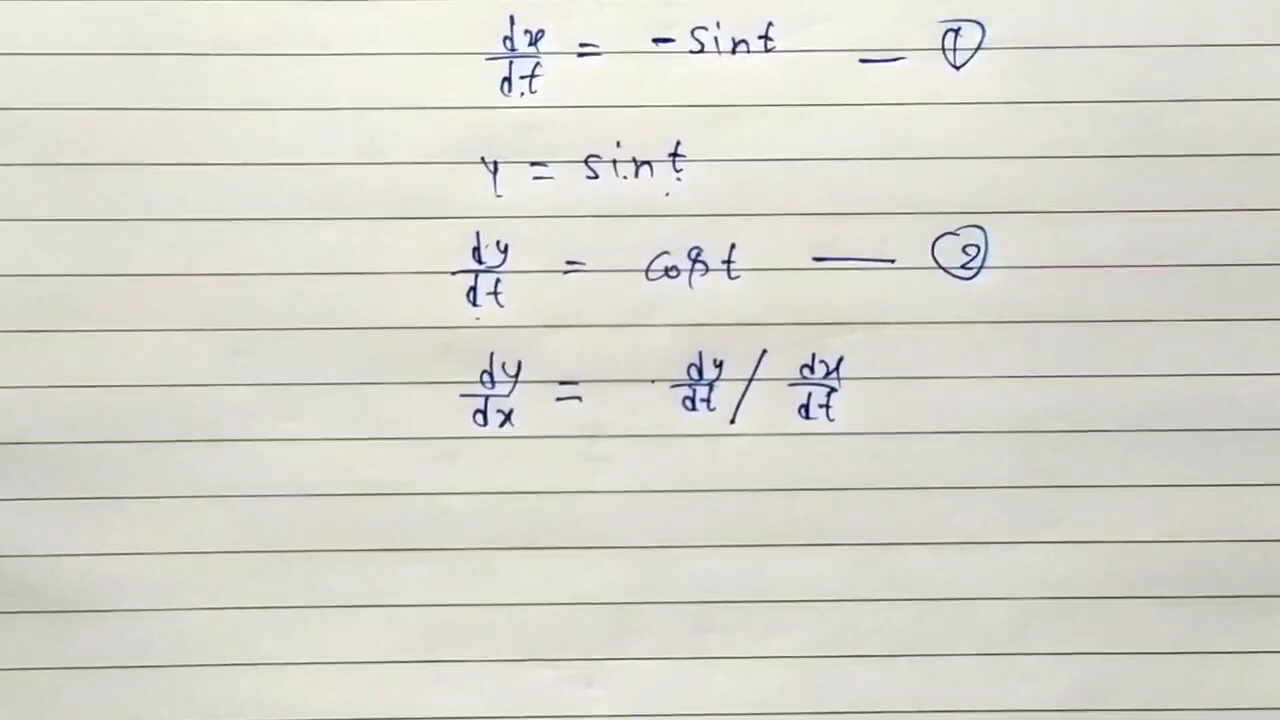 dx/dt = - sint — ①
y = sint
dy/dt = cost — ②
dy/dx = dy/dt / dx/dt